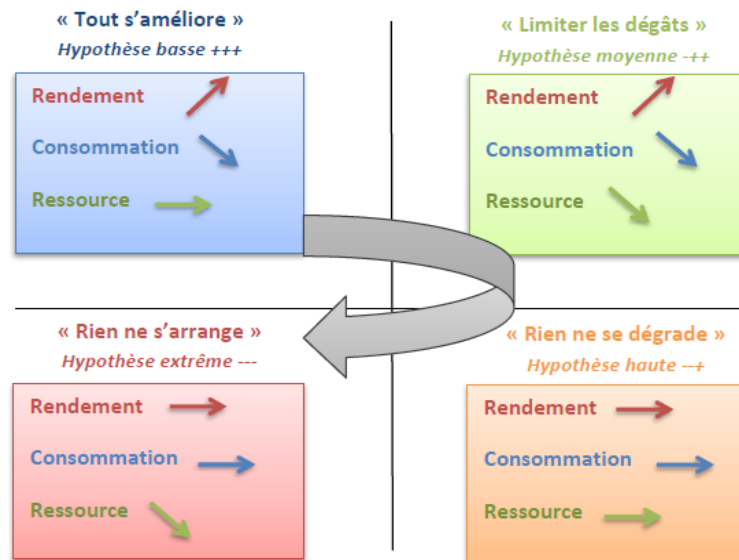 « Tout s’améliore »
Hypothèse basse +++
Rendement
Consommation
Ressource
« Limiter les dégâts »
Hypothèse moyenne -++
Rendement
Consommation
Ressource
« Rien ne s’arrange »
Hypothèse extrême ---
Rendement
Consommation
Ressource
« Rien ne se dégrade »
Hypothèse haute --+
Rendement
Consommation
Ressource